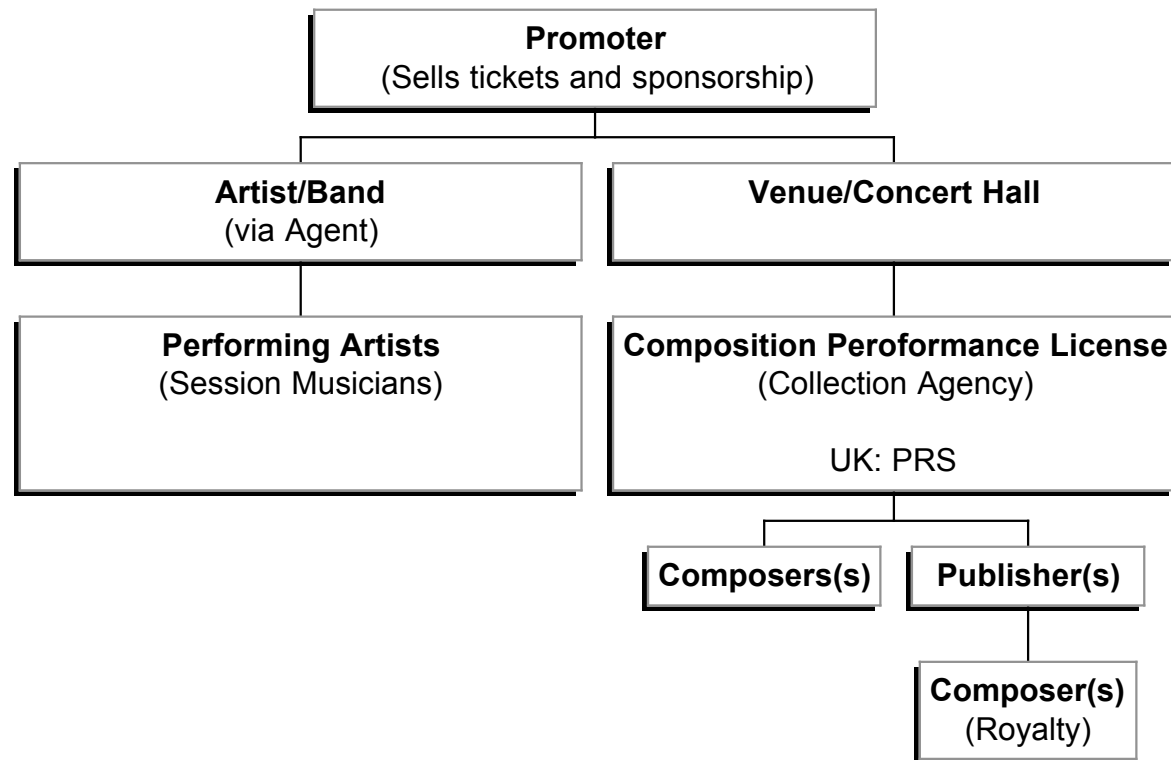 Promoter
(Sells tickets and sponsorship)
Artist/Band
(via Agent)
Venue/Concert Hall
Performing Artists
(Session Musicians)
Composition Peroformance License
(Collection Agency)
UK: PRS
Composers(s)
Publisher(s)
Composer(s)
(Royalty)